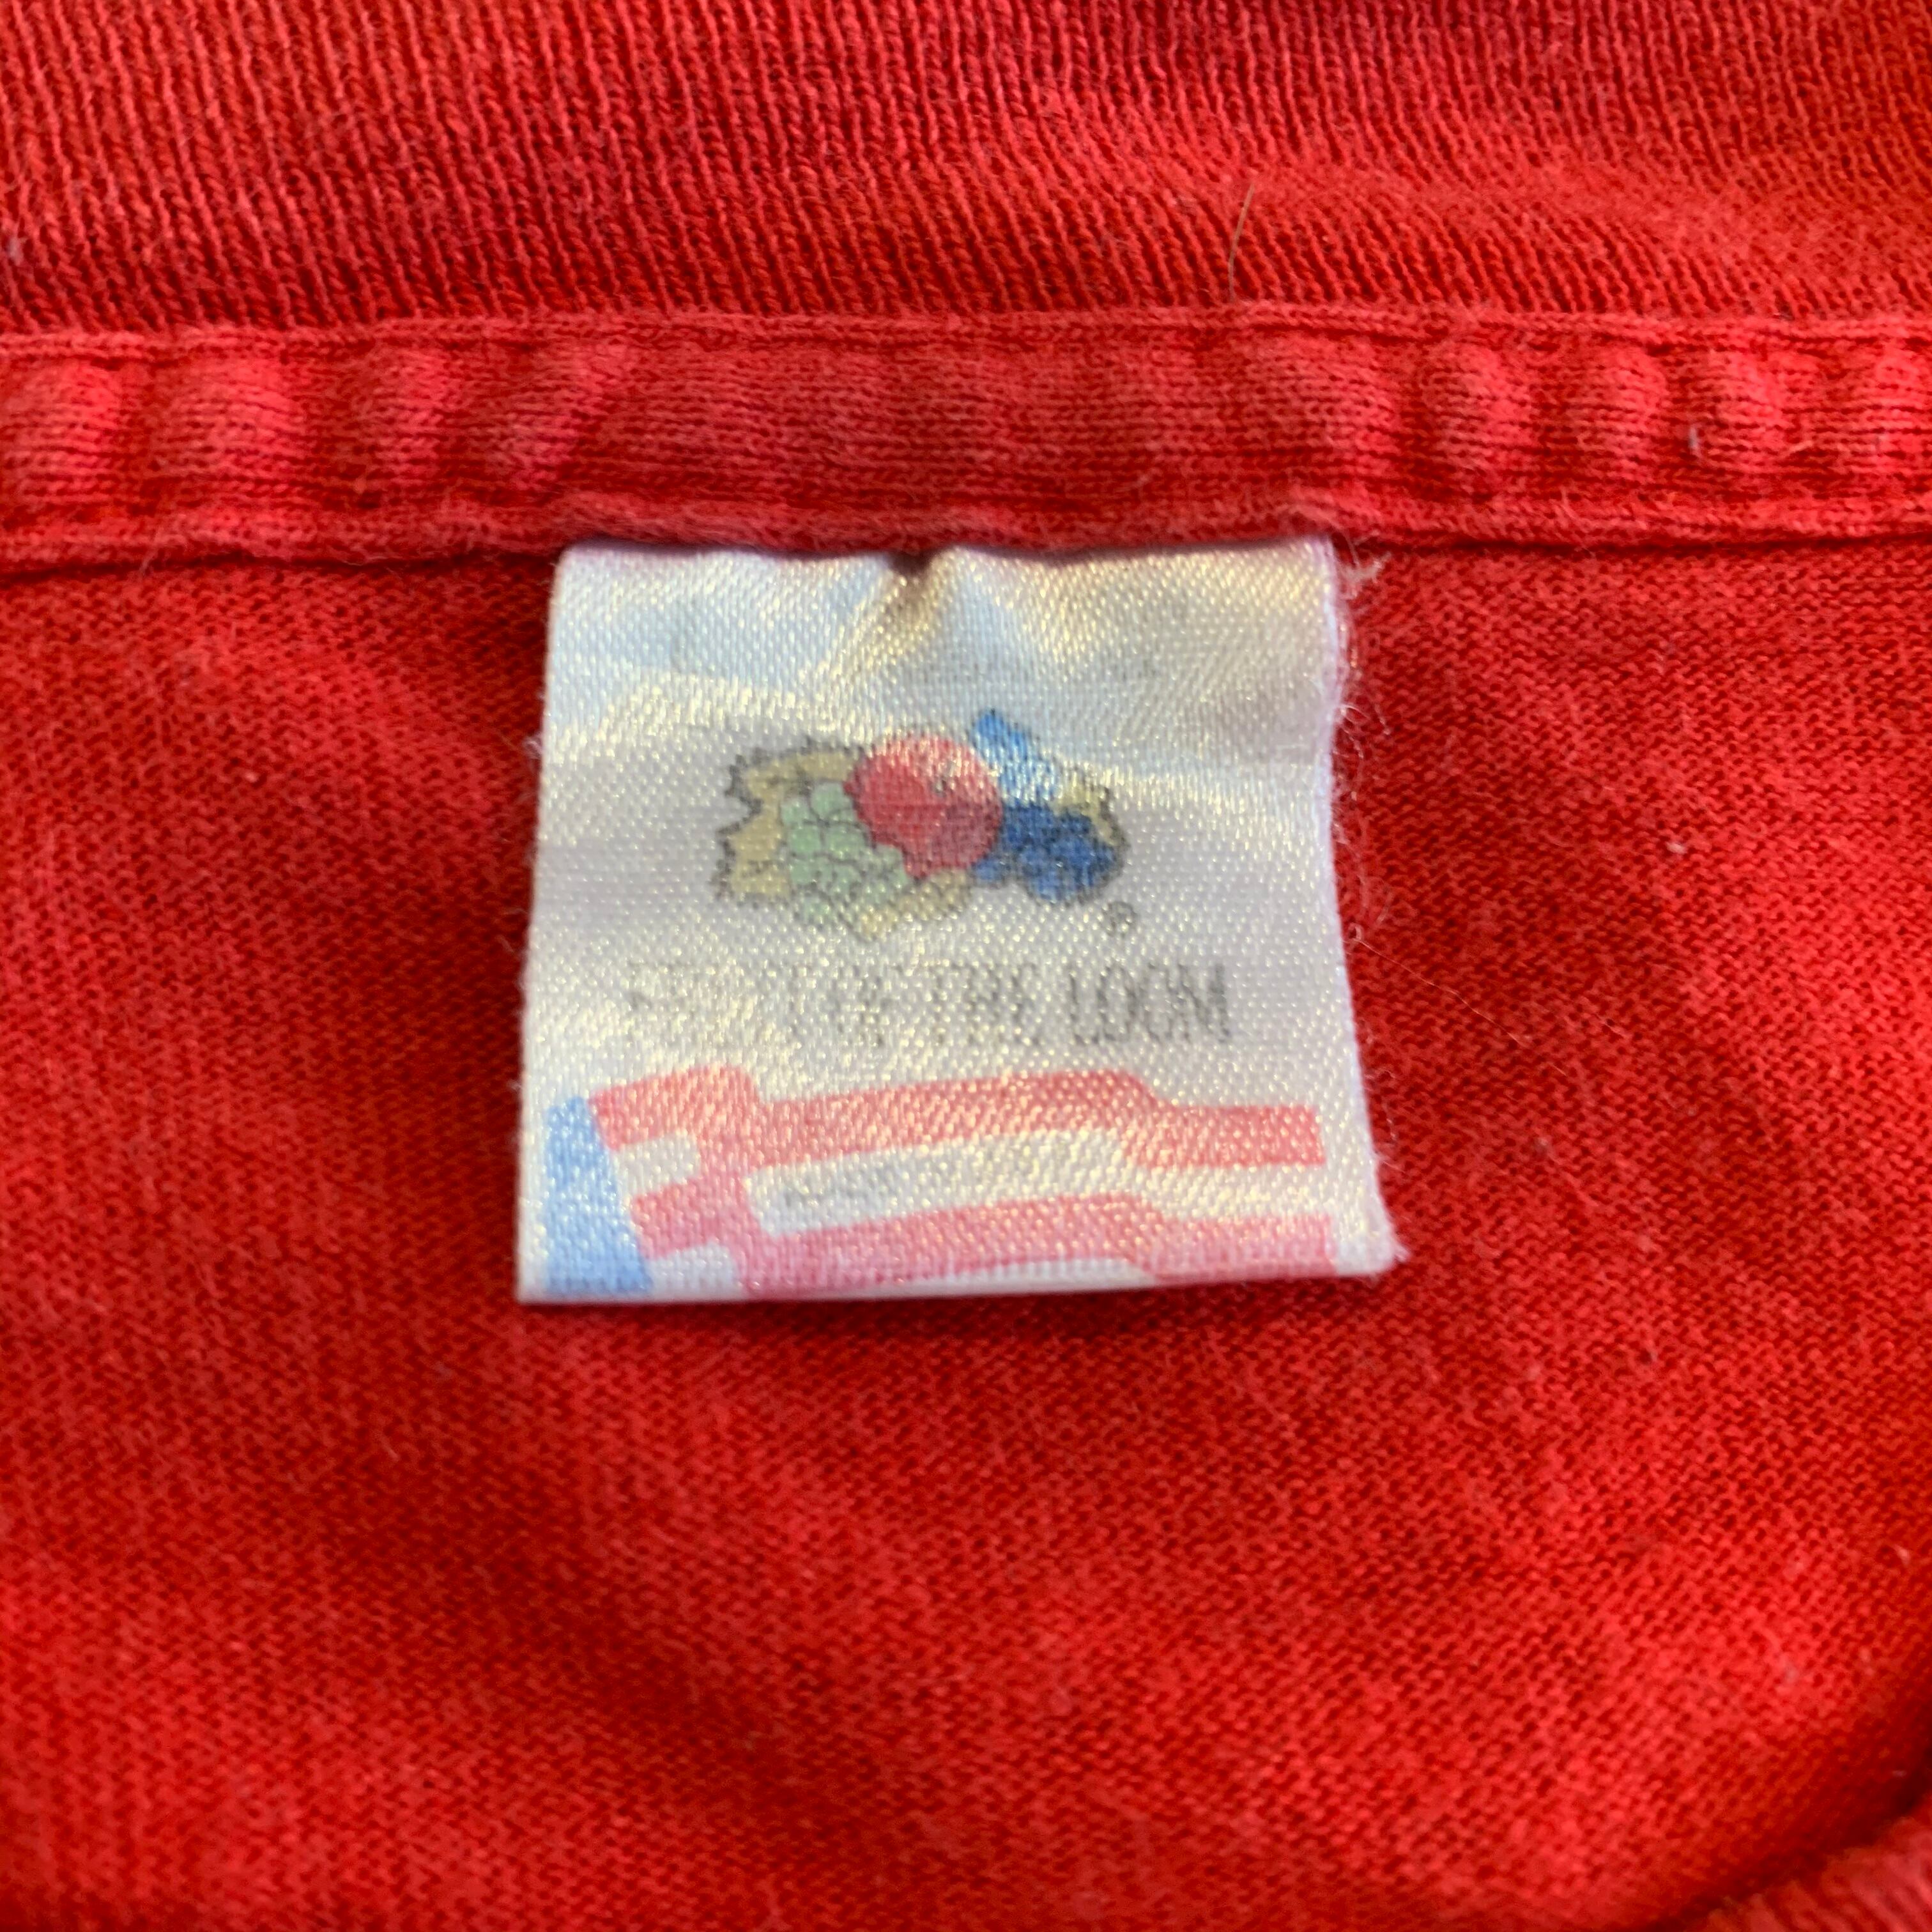 ®
FRUIT OF THE LOOM